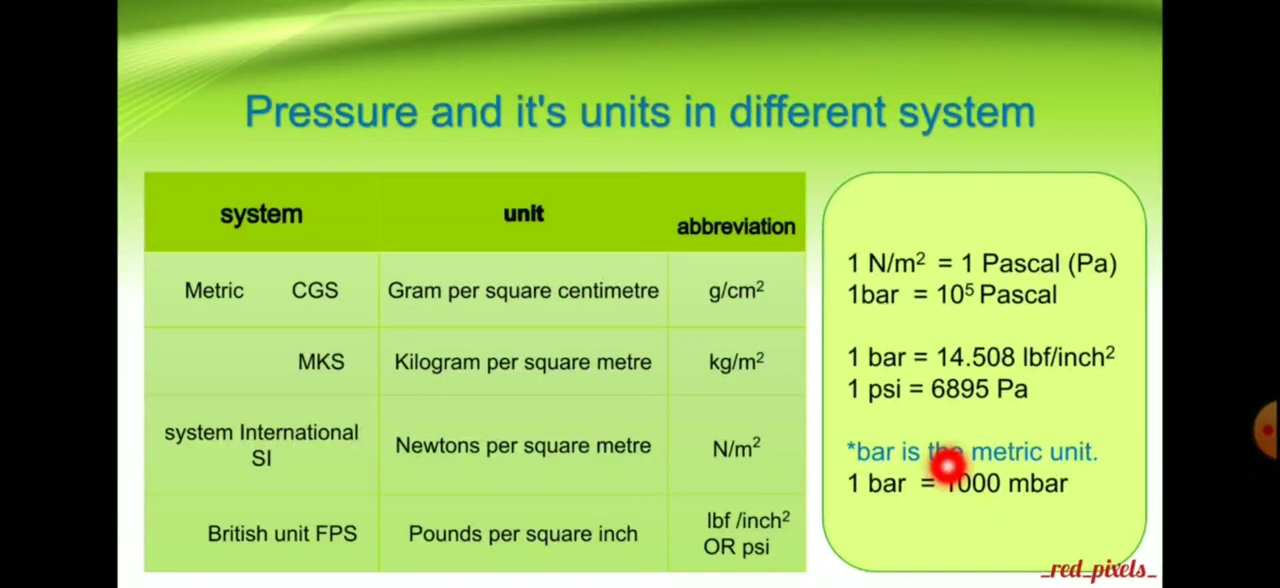 Pressure and it's units in different system
system unit abbreviation
Metric CGS Gram per square centimetre g/cm²
MKS Kilogram per square metre kg/m²
system International
SI Newtons per square metre N/m²
British unit FPS Pounds per square inch lbf /inch²
OR psi
1 N/m² = 1 Pascal (Pa)
1bar = 10⁵ Pascal
1 bar = 14.508 lbf/inch²
1 psi = 6895 Pa
*bar is the metric unit.
1 bar = 1000 mbar
_red_pixels_